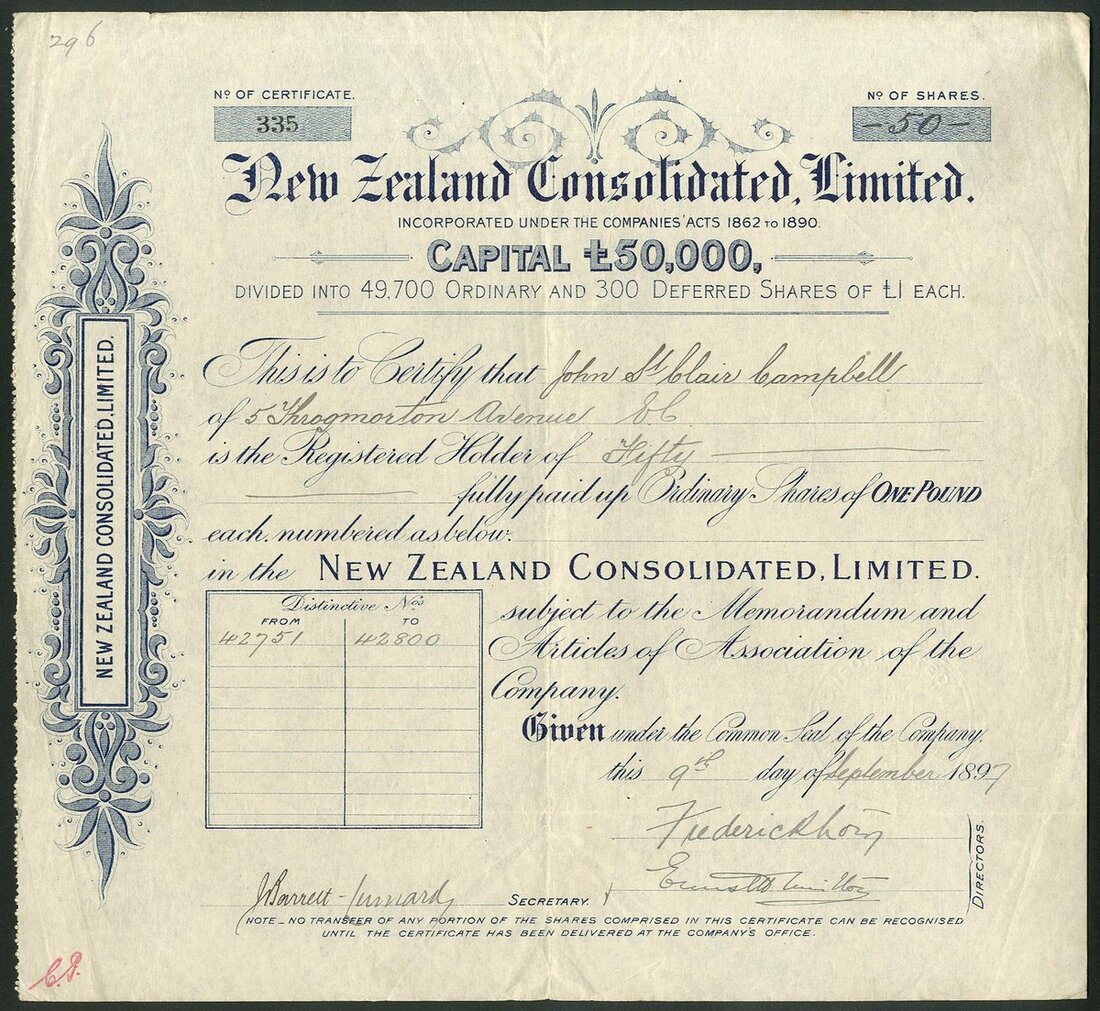 296
Nº OF CERTIFICATE.
335
Nº OF SHARES.
-50-
New Zealand Consolidated, Limited.
INCORPORATED UNDER THE COMPANIES' ACTS 1862 TO 1890.
CAPITAL £50,000,
DIVIDED INTO 49,700 ORDINARY AND 300 DEFERRED SHARES OF £1 EACH.
NEW ZEALAND CONSOLIDATED, LIMITED.
This is to Certify that John St Clair Campbell
of 5 Throgmorton Avenue E.C.
is the Registered Holder of Fifty
fully paid up Ordinary Shares of ONE POUND
each, numbered as below.
in the NEW ZEALAND CONSOLIDATED, LIMITED.
Distinctive Nos
FROM TO
42751 42800
subject to the Memorandum and
Articles of Association of the
Company.
Given under the Common Seal of the Company,
this 9th day of September 1897
Frederick
DIRECTORS.
J Barrett SECRETARY.
NOTE_NO TRANSFER OF ANY PORTION OF THE SHARES COMPRISED IN THIS CERTIFICATE CAN BE RECOGNISED
UNTIL THE CERTIFICATE HAS BEEN DELIVERED AT THE COMPANY'S OFFICE.